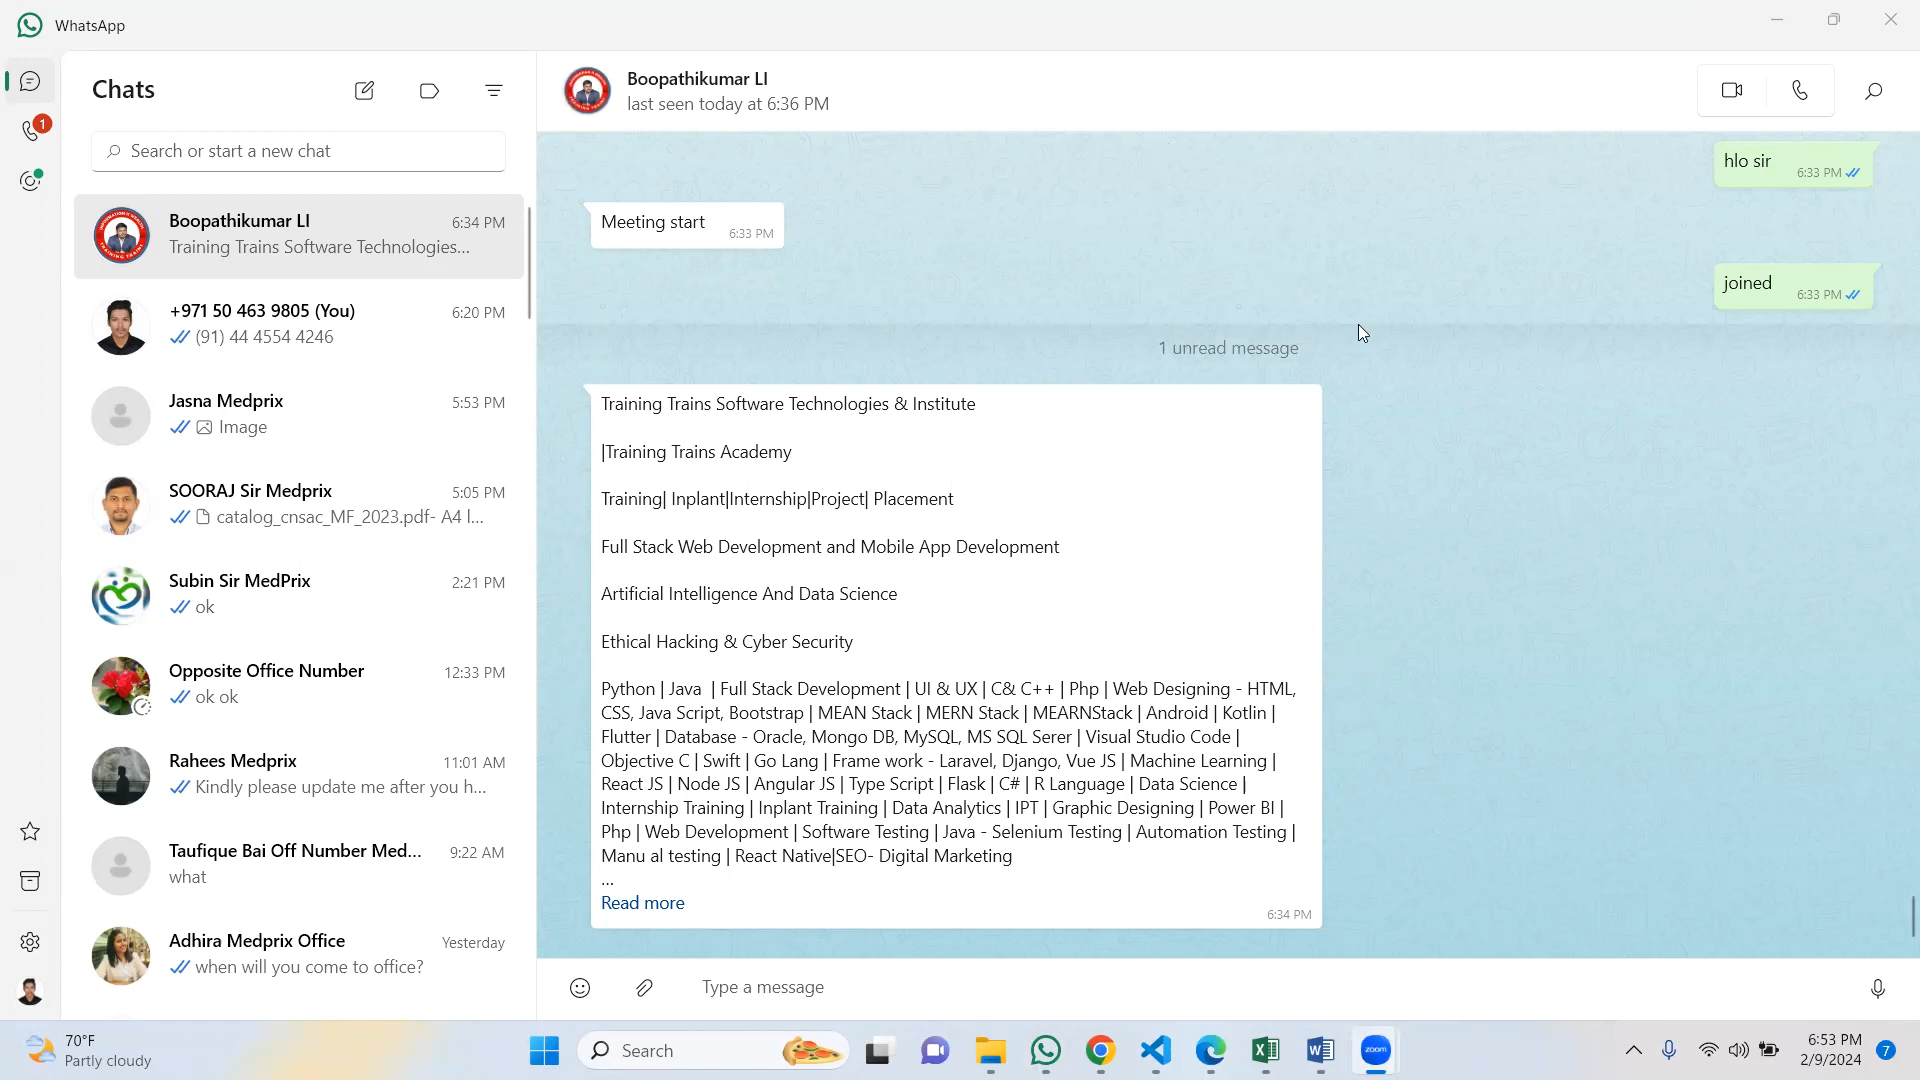 WhatsApp
Chats
Search or start a new chat
Boopathikumar LI
6:34 PM
Training Trains Software Technologies...
+971 50 463 9805 (You)
6:20 PM
(91) 44 4554 4246
Jasna Medprix
5:53 PM
Image
SOORAJ Sir Medprix
5:05 PM
catalog_cnsac_MF_2023.pdf- A4 l...
Subin Sir MedPrix
2:21 PM
ok
Opposite Office Number
12:33 PM
ok ok
Rahees Medprix
11:01 AM
Kindly please update me after you h...
Taufique Bai Off Number Med...
9:22 AM
what
Adhira Medprix Office
Yesterday
when will you come to office?
1
Boopathikumar LI
last seen today at 6:36 PM
hlo sir
6:33 PM
Meeting start
6:33 PM
joined
6:33 PM
1 unread message
Training Trains Software Technologies & Institute
|Training Trains Academy
Training| Inplant|Internship|Project| Placement
Full Stack Web Development and Mobile App Development
Artificial Intelligence And Data Science
Ethical Hacking & Cyber Security
Python | Java | Full Stack Development | UI & UX | C& C++ | Php | Web Designing - HTML,
CSS, Java Script, Bootstrap | MEAN Stack | MERN Stack | MEARNStack | Android | Kotlin |
Flutter | Database - Oracle, Mongo DB, MySQL, MS SQL Serer | Visual Studio Code |
Objective C | Swift | Go Lang | Frame work - Laravel, Django, Vue JS | Machine Learning |
React JS | Node JS | Angular JS | Type Script | Flask | C# | R Language | Data Science |
Internship Training | Inplant Training | Data Analytics | IPT | Graphic Designing | Power BI |
Php | Web Development | Software Testing | Java - Selenium Testing | Automation Testing |
Manu al testing | React Native|SEO- Digital Marketing
...
Read more
6:34 PM
Type a message
70°F
Partly cloudy
Search
zoom
6:53 PM
2/9/2024
7